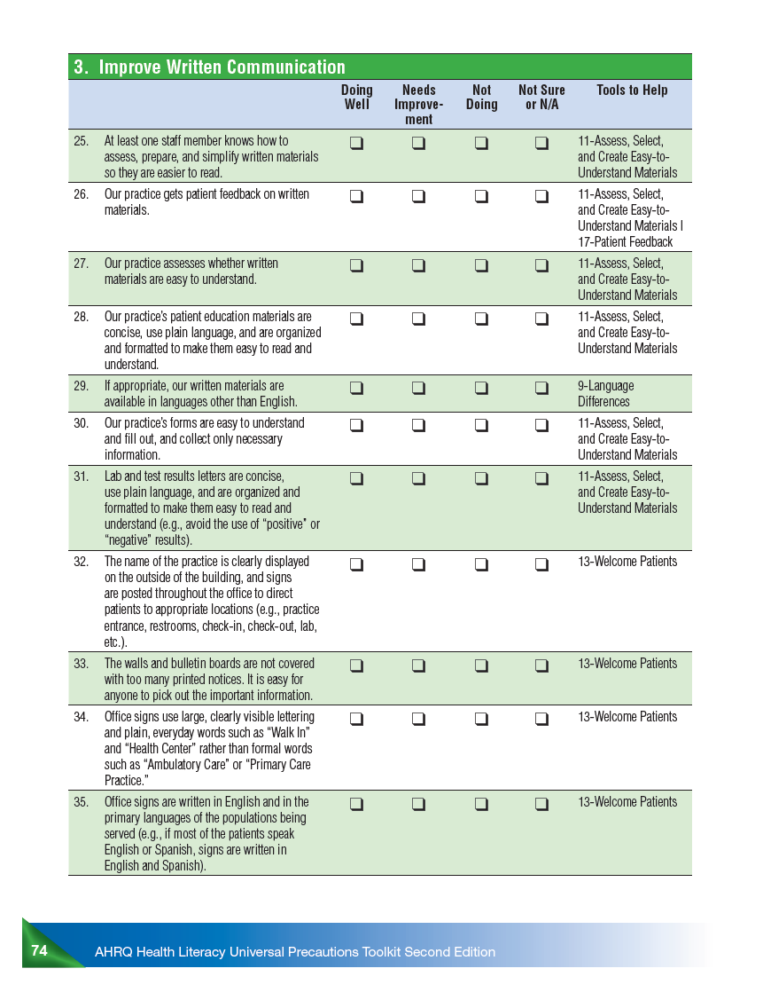 3. Improve Written Communication
Doing Well
Needs Improve-ment
Not Doing
Not Sure or N/A
Tools to Help
25. At least one staff member knows how to
assess, prepare, and simplify written materials
so they are easier to read.
❏ ❏ ❏ ❏
11-Assess, Select,
and Create Easy-to-
Understand Materials
26. Our practice gets patient feedback on written
materials.
❏ ❏ ❏ ❏
11-Assess, Select,
and Create Easy-to-
Understand Materials I
17-Patient Feedback
27. Our practice assesses whether written
materials are easy to understand.
❏ ❏ ❏ ❏
11-Assess, Select,
and Create Easy-to-
Understand Materials
28. Our practice’s patient education materials are
concise, use plain language, and are organized
and formatted to make them easy to read and
understand.
❏ ❏ ❏ ❏
11-Assess, Select,
and Create Easy-to-
Understand Materials
29. If appropriate, our written materials are
available in languages other than English.
❏ ❏ ❏ ❏
9-Language
Differences
30. Our practice’s forms are easy to understand
and fill out, and collect only necessary
information.
❏ ❏ ❏ ❏
11-Assess, Select,
and Create Easy-to-
Understand Materials
31. Lab and test results letters are concise,
use plain language, and are organized and
formatted to make them easy to read and
understand (e.g., avoid the use of “positive” or
“negative” results).
❏ ❏ ❏ ❏
11-Assess, Select,
and Create Easy-to-
Understand Materials
32. The name of the practice is clearly displayed
on the outside of the building, and signs
are posted throughout the office to direct
patients to appropriate locations (e.g., practice
entrance, restrooms, check-in, check-out, lab,
etc.).
❏ ❏ ❏ ❏
13-Welcome Patients
33. The walls and bulletin boards are not covered
with too many printed notices. It is easy for
anyone to pick out the important information.
❏ ❏ ❏ ❏
13-Welcome Patients
34. Office signs use large, clearly visible lettering
and plain, everyday words such as “Walk In”
and “Health Center” rather than formal words
such as “Ambulatory Care” or “Primary Care
Practice.”
❏ ❏ ❏ ❏
13-Welcome Patients
35. Office signs are written in English and in the
primary languages of the populations being
served (e.g., if most of the patients speak
English or Spanish, signs are written in
English and Spanish).
❏ ❏ ❏ ❏
13-Welcome Patients
74
AHRQ Health Literacy Universal Precautions Toolkit Second Edition